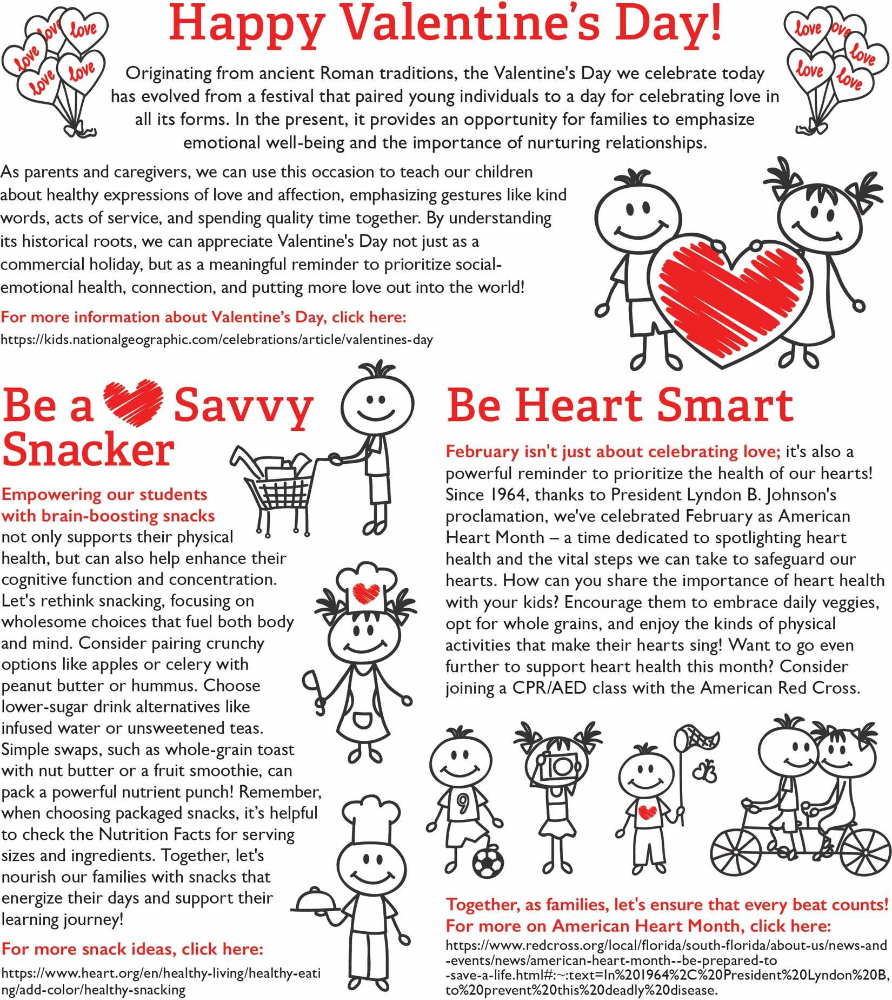 love
love
love
love
love
Happy Valentine's Day!
love
ove
love
love
love
Originating from ancient Roman traditions, the Valentine's Day we celebrate today
has evolved from a festival that paired young individuals to a day for celebrating love in
all its forms. In the present, it provides an opportunity for families to emphasize
emotional well-being and the importance of nurturing relationships.
As parents and caregivers, we can use this occasion to teach our children
about healthy expressions of love and affection, emphasizing gestures like kind
words, acts of service, and spending quality time together. By understanding
its historical roots, we can appreciate Valentine's Day not just as a
commercial holiday, but as a meaningful reminder to prioritize social-
emotional health, connection, and putting more love out into the world!
For more information about Valentine's Day, click here:
https://kids.nationalgeographic.com/celebrations/article/valentines-day
Be a Savvy
Snacker
Empowering our students
with brain-boosting snacks
not only supports their physical
health, but can also help enhance their
cognitive function and concentration.
Let's rethink snacking, focusing on
wholesome choices that fuel both body
and mind. Consider pairing crunchy
options like apples or celery with
peanut butter or hummus. Choose
lower-sugar drink alternatives like
infused water or unsweetened teas.
Simple swaps, such as whole-grain toast
with nut butter or a fruit smoothie, can
pack a powerful nutrient punch! Remember,
when choosing packaged snacks, it's helpful
to check the Nutrition Facts for serving
sizes and ingredients. Together, let's
nourish our families with snacks that
energize their days and support their
learning journey!
For more snack ideas, click here:
https://www.heart.org/en/healthy-living/healthy-eati
ng/add-color/healthy-snacking
Be Heart Smart
February isn't just about celebrating love; it's also a
powerful reminder to prioritize the health of our hearts!
Since 1964, thanks to President Lyndon B. Johnson's
proclamation, we've celebrated February as American
Heart Month – a time dedicated to spotlighting heart
health and the vital steps we can take to safeguard our
hearts. How can you share the importance of heart health
with your kids? Encourage them to embrace daily veggies,
opt for whole grains, and enjoy the kinds of physical
activities that make their hearts sing! Want to go even
further to support heart health this month? Consider
joining a CPR/AED class with the American Red Cross.
9
Together, as families, let's ensure that every beat counts!
For more on American Heart Month, click here:
https://www.redcross.org/local/florida/south-florida/about-us/news-and
-events/news/american-heart-month--be-prepared-to
-save-a-life.html#:~:text=In%201964%2C%20President%20Lyndon%20B,
to%20prevent%20this%20deadly%20disease.